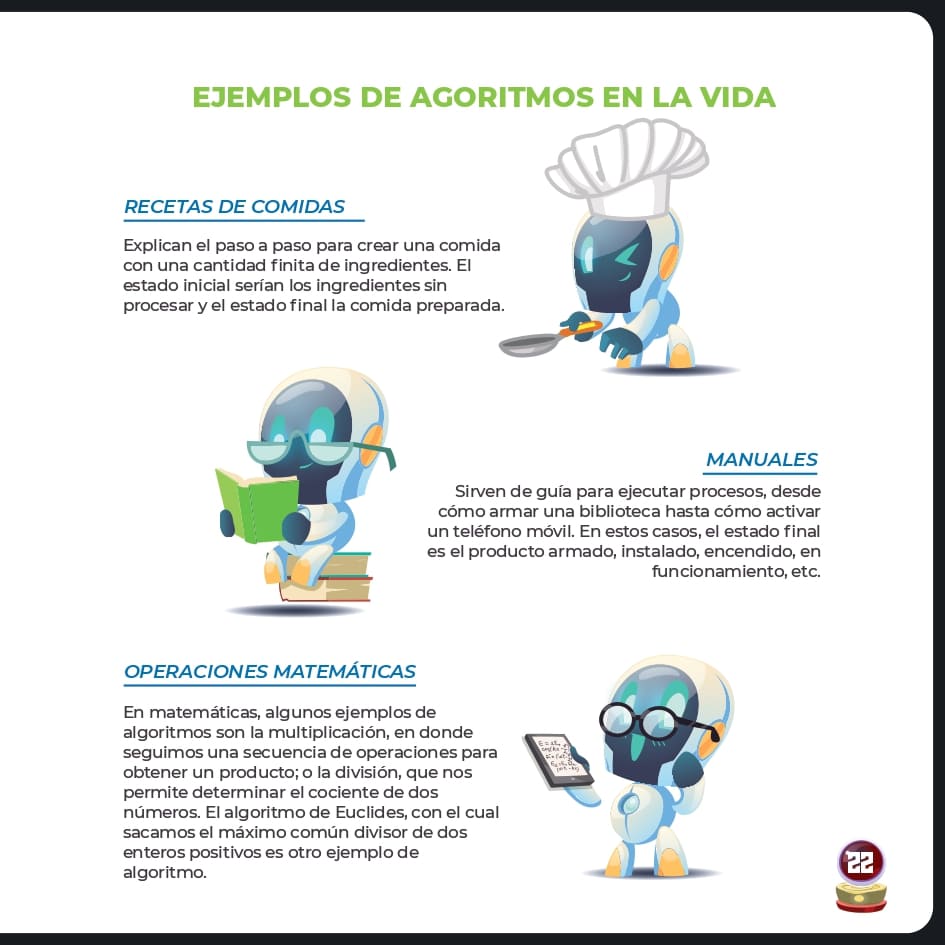 EJEMPLOS DE AGORITMOS EN LA VIDA
RECETAS DE COMIDAS
Explican el paso a paso para crear una comida
con una cantidad finita de ingredientes. El
estado inicial serían los ingredientes sin
procesar y el estado final la comida preparada.
MANUALES
Sirven de guía para ejecutar procesos, desde
cómo armar una biblioteca hasta cómo activar
un teléfono móvil. En estos casos, el estado final
es el producto armado, instalado, encendido, en
funcionamiento, etc.
OPERACIONES MATEMÁTICAS
En matemáticas, algunos ejemplos de
algoritmos son la multiplicación, en donde
seguimos una secuencia de operaciones para
obtener un producto; o la división, que nos
permite determinar el cociente de dos
números. El algoritmo de Euclides, con el cual
sacamos el máximo común divisor de dos
enteros positivos es otro ejemplo de
algoritmo.
22